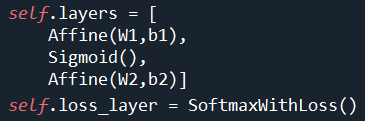 self.layers = [
    Affine(W1,b1),
    Sigmoid(),
    Affine(W2,b2)]
self.loss_layer = SoftmaxWithLoss()